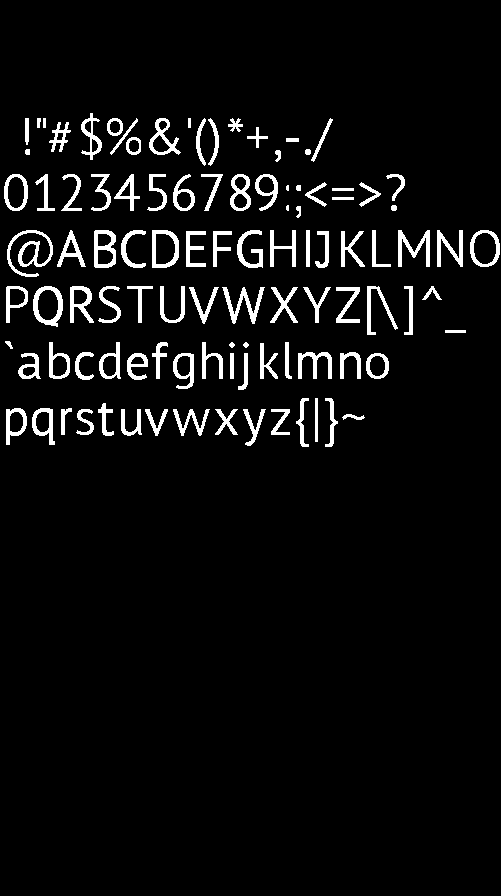 !"#$%&'()*+,-./
0123456789:;<=>?
@ABCDEFGHIJKLMNO
PQRSTUVWXYZ[\]^_
`abcdefghijklmno
pqrstuvwxyz{|}~